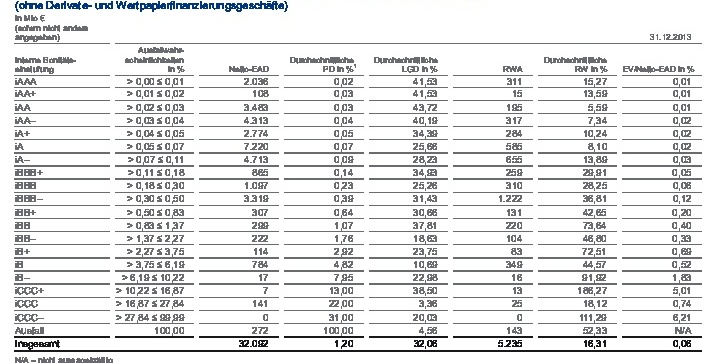 (ohne Derivate- und Wertpapierfinanzierungsgeschäfte)
in Mio €
(sofern nicht anders
angegeben) 31.12.2013
Interne Bonitäts-
einstufung Ausfallwahr-
scheinlichkeiten
in % Netto-EAD Durchschnittliche
PD in %¹ Durchschnittliche
LGD in % RWA Durchschnittliche
RW in % EV/Netto-EAD in %
iAAA > 0,00 ≤ 0,01 2.036 0,02 41,53 311 15,27 0,01
iAA+ > 0,01 ≤ 0,02 108 0,03 41,53 15 13,59 0,01
iAA > 0,02 ≤ 0,03 3.483 0,03 43,72 195 5,59 0,01
iAA– > 0,03 ≤ 0,04 4.313 0,04 40,19 317 7,34 0,02
iA+ > 0,04 ≤ 0,05 2.774 0,05 34,39 284 10,24 0,02
iA > 0,05 ≤ 0,07 7.220 0,07 25,66 585 8,10 0,02
iA– > 0,07 ≤ 0,11 4.713 0,09 28,23 655 13,89 0,03
iBBB+ > 0,11 ≤ 0,18 865 0,14 34,93 259 29,91 0,05
iBBB > 0,18 ≤ 0,30 1.097 0,23 25,26 310 28,25 0,06
iBBB– > 0,30 ≤ 0,50 3.319 0,39 31,43 1.222 36,81 0,12
iBB+ > 0,50 ≤ 0,83 307 0,64 30,66 131 42,65 0,20
iBB > 0,83 ≤ 1,37 299 1,07 37,81 220 73,64 0,40
iBB– > 1,37 ≤ 2,27 222 1,76 18,63 104 46,80 0,33
iB+ > 2,27 ≤ 3,75 114 2,92 23,75 83 72,51 0,69
iB > 3,75 ≤ 6,19 784 4,82 10,69 349 44,57 0,52
iB– > 6,19 ≤ 10,22 17 7,95 22,98 16 91,92 1,83
iCCC+ > 10,22 ≤ 16,87 7 13,00 38,50 13 186,27 5,01
iCCC > 16,87 ≤ 27,84 141 22,00 3,36 25 18,12 0,74
iCCC– > 27,84 ≤ 99,99 0 31,00 20,03 0 111,29 6,21
Ausfall 100,00 272 100,00 4,56 143 52,33 N/A
Insgesamt 32.092 1,20 32,06 5.235 16,31 0,06
N/A – nicht aussagekräftig